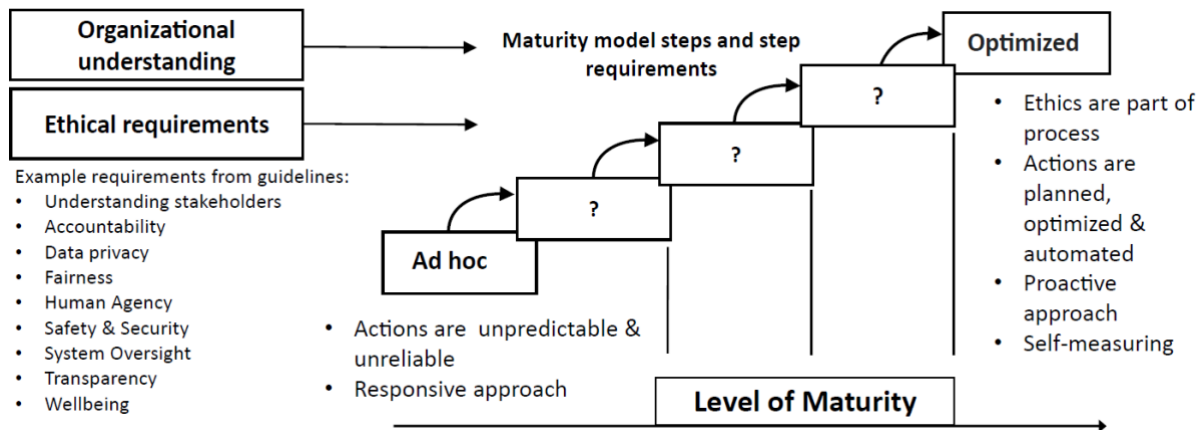 Organizational
understanding
Ethical requirements
Example requirements from guidelines:
• Understanding stakeholders
• Accountability
• Data privacy
• Fairness
• Human Agency
• Safety & Security
• System Oversight
• Transparency
• Wellbeing
Maturity model steps and step
requirements
Ad hoc
?
?
?
Optimized
• Actions are unpredictable &
unreliable
• Responsive approach
• Ethics are part of
process
• Actions are
planned,
optimized &
automated
• Proactive
approach
• Self-measuring
Level of Maturity